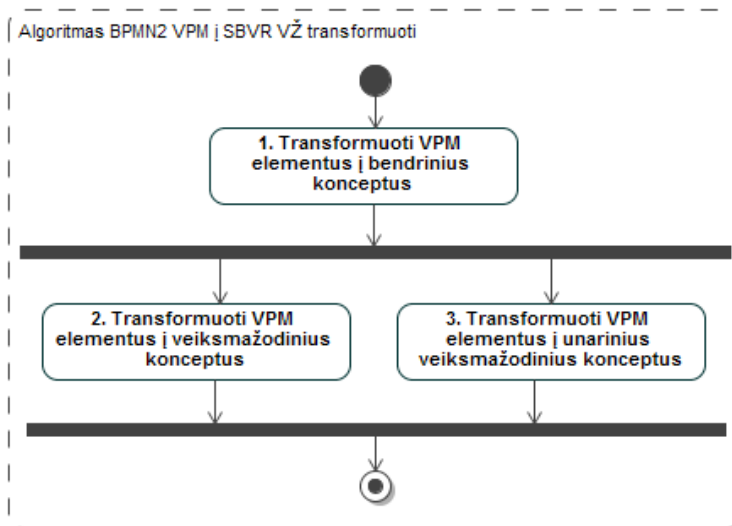 Algoritmas BPMN2 VPM į SBVR VŽ transformuoti
1. Transformuoti VPM
elementus į bendrinius
konceptus
2. Transformuoti VPM
elementus į veiksmažodinius
konceptus
3. Transformuoti VPM
elementus į unarinius
veiksmažodinius konceptus